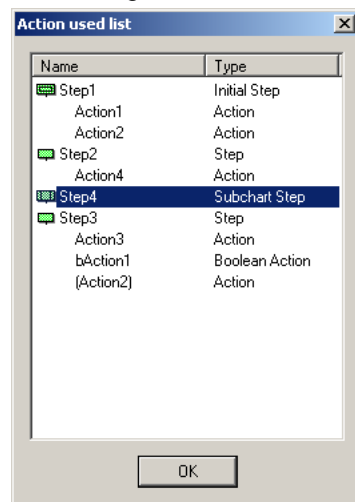 Action used list
Name Type
Step1 Initial Step
Action1 Action
Action2 Action
Step2 Step
Action4 Action
Step4 Subchart Step
Step3 Step
Action3 Action
bAction1 Boolean Action
(Action2) Action
OK